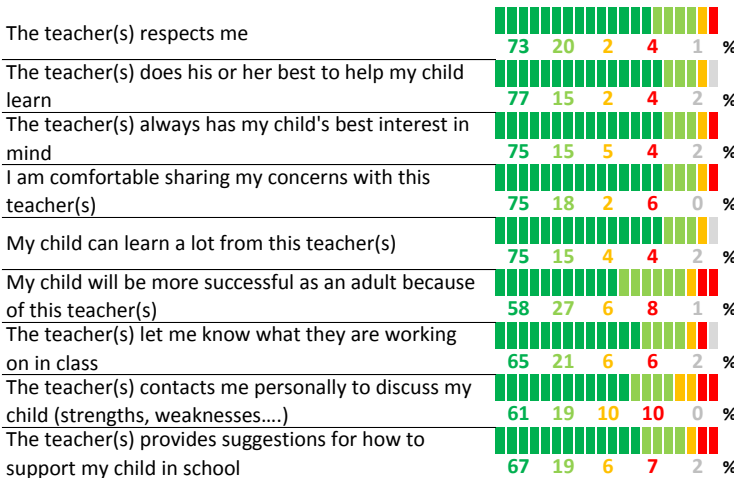 The teacher(s) respects me
73 20 2 4 1 %
The teacher(s) does his or her best to help my child
learn
77 15 2 4 2 %
The teacher(s) always has my child's best interest in
mind
75 15 5 4 2 %
I am comfortable sharing my concerns with this
teacher(s)
75 18 2 6 0 %
My child can learn a lot from this teacher(s)
75 15 4 4 2 %
My child will be more successful as an adult because
of this teacher(s)
58 27 6 8 1 %
The teacher(s) let me know what they are working
on in class
65 21 6 6 2 %
The teacher(s) contacts me personally to discuss my
child (strengths, weaknesses....)
61 19 10 10 0 %
The teacher(s) provides suggestions for how to
support my child in school
67 19 6 7 2 %